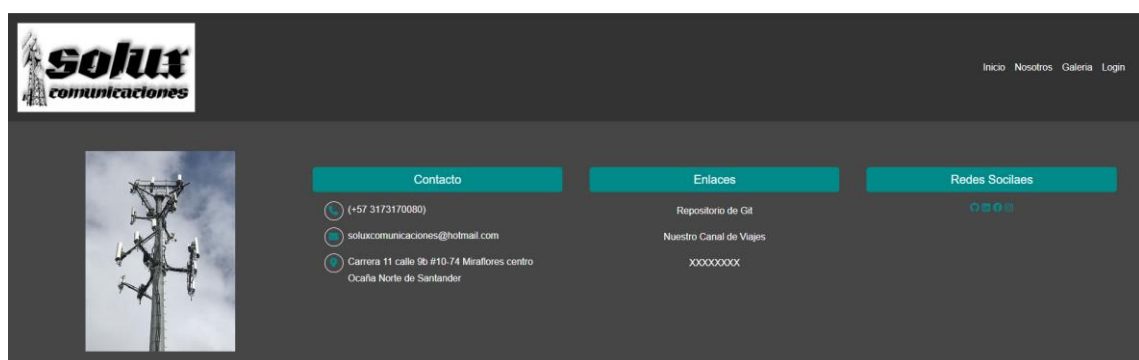 solux
comunicaciones
Inicio Nosotros Galeria Login
Contacto
(+57 3173170080)
soluxcomunicaciones@hotmail.com
Carrera 11 calle 9b #10-74 Miraflores centro
Ocaña Norte de Santander
Enlaces
Repositorio de Git
Nuestro Canal de Viajes
XXXXXXXX
Redes Socilaes